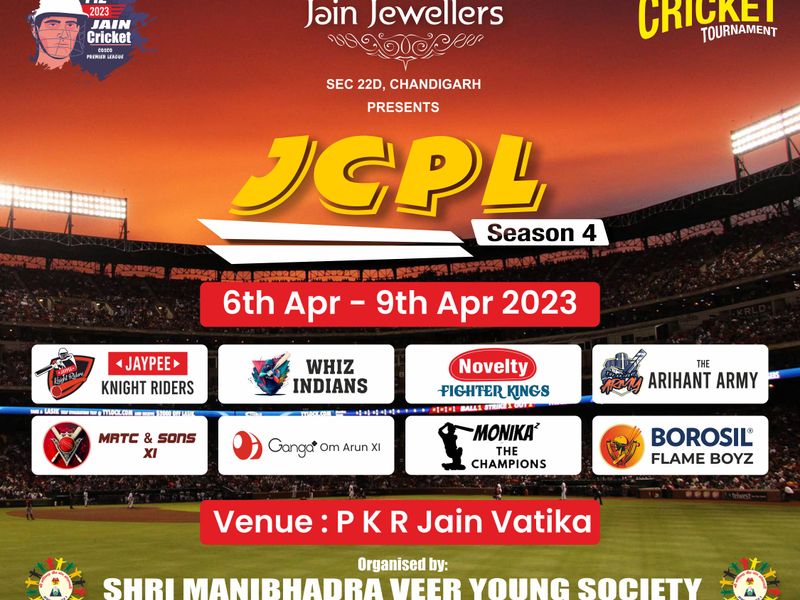 2023
JAIN
Cricket
COSCO
PREMIER LEAGUE
Jain Jewellers
CRICKET
TOURNAMENT
SEC 22D, CHANDIGARH
PRESENTS
JCPL
Season 4
6th Apr - 9th Apr 2023
JAYPEE
KNIGHT RIDERS
WHIZ
INDIANS
Novelty
FIGHTER KINGS
ARMY
THE
ARIHANT ARMY
MATC & SONS
XI
Ganga Om Arun XI
MONIKA
THE
CHAMPIONS
BOROSIL
FLAME BOYZ
Venue : P K R Jain Vatika
Organised by:
SHRI MANIBHADRA VEER YOUNG SOCIETY